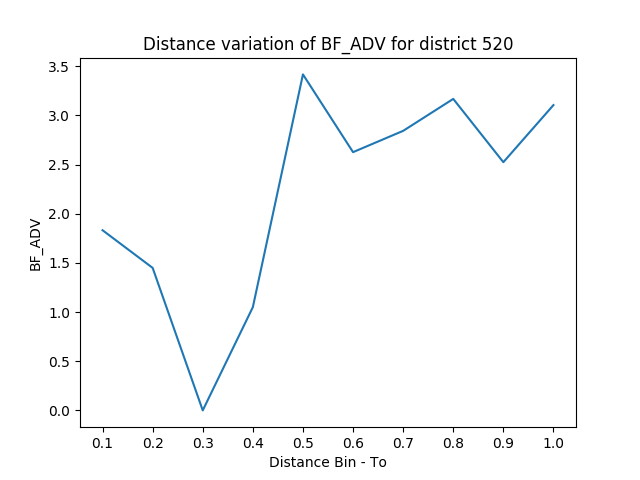 Distance variation of BF_ADV for district 520
3.5
3.0
2.5
2.0
1.5
1.0
0.5
0.0
BF_ADV
0.1 0.2 0.3 0.4 0.5 0.6 0.7 0.8 0.9 1.0
Distance Bin - To